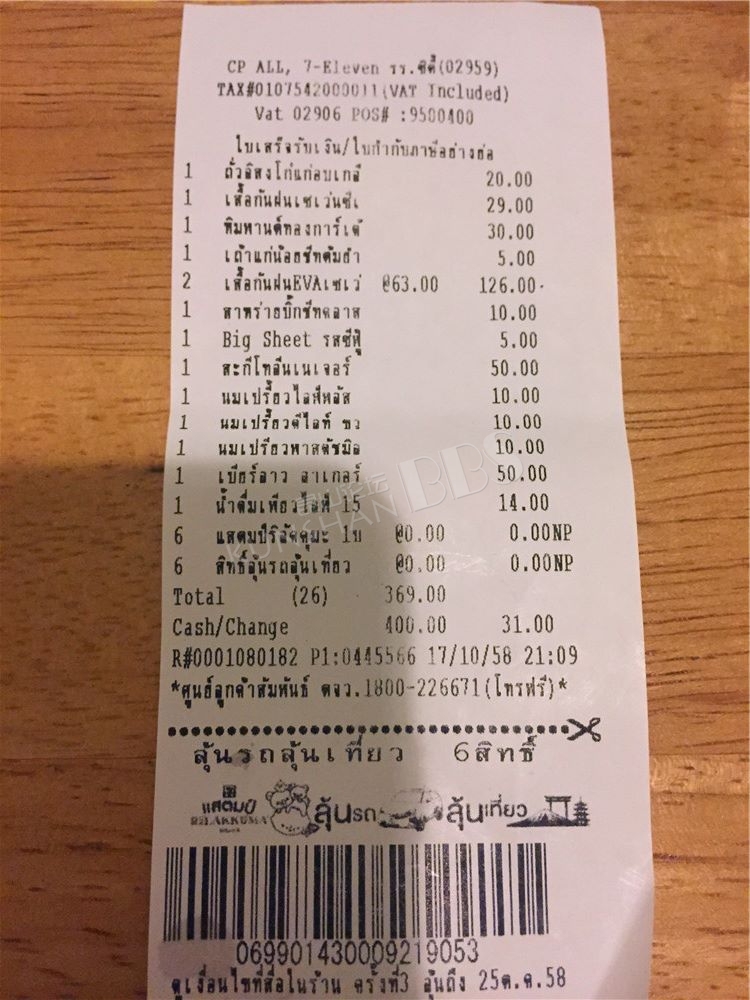 CP ALL, 7-Eleven รร.ซิตี้(02959)
TAX#0107542000011(VAT Included)
Vat 02906 POS# :9500400
ใบเสร็จรับเงิน/ใบกำกับภาษีอย่างย่อ
1 ถั่วลิสงโก๋แก่อบเกลื 20.00
1 เสื้อกันฝนเซเว่นซีเ 29.00
1 ทิมทานด์ทองการ์เด้ 30.00
1 เถ้าแก่น้อยชีทต้มยำ 5.00
2 เสื้อกันฝนEVAเซเว่ @63.00 126.00
1 สาหร่ายบิ๊กชีทคลาส 10.00
1 Big Sheet รสซีฟู้ 5.00
1 สะกีโทลีนเนเจอร์ 50.00
1 นมเปรี้ยวไลฟ์พลัส 10.00
1 นมเปรี้ยวดีไลท์ ขว 10.00
1 นมเปรี้ยวพาสดัชมิล 10.00
1 เบียร์ลาว ลาเกอร์ 50.00
1 น้ำดื่มเพียวไลฟ์ 15 14.00
6 แสตมป์ริลัคคุมะ 1บ @0.00 0.00NP
6 สิทธิ์ลุ้นรถลุ้นเที่ยว @0.00 0.00NP
Total (26) 369.00
Cash/Change 400.00 31.00
R#0001080182 P1:0445566 17/10/58 21:09
*ศูนย์ลูกค้าสัมพันธ์ ตจว.1800-226671(โทรฟรี)*
ลุ้นรถลุ้นเที่ยว 6สิทธิ์
แสตมป์ ลุ้นรถ ลุ้นเที่ยว
RILAKKUMA
069901430009219053
ดูเงื่อนไขที่สื่อในร้าน ครั้งที่3 ลุ้นถึง 25ต.ค.58
KUNSHAN BBS